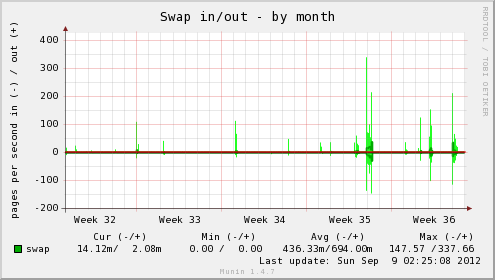 Swap in/out - by month
RRDTOOL / TOBI OETIKER
pages per second in (-) / out (+)
400
300
200
100
0
-100
-200
Week 32 Week 33 Week 34 Week 35 Week 36
Cur (-/+) Min (-/+) Avg (-/+) Max (-/+)
swap 14.12m/ 2.08m 0.00 / 0.00 436.33m/694.00m 147.57 /337.66
Last update: Sun Sep 9 02:25:08 2012
Munin 1.4.7